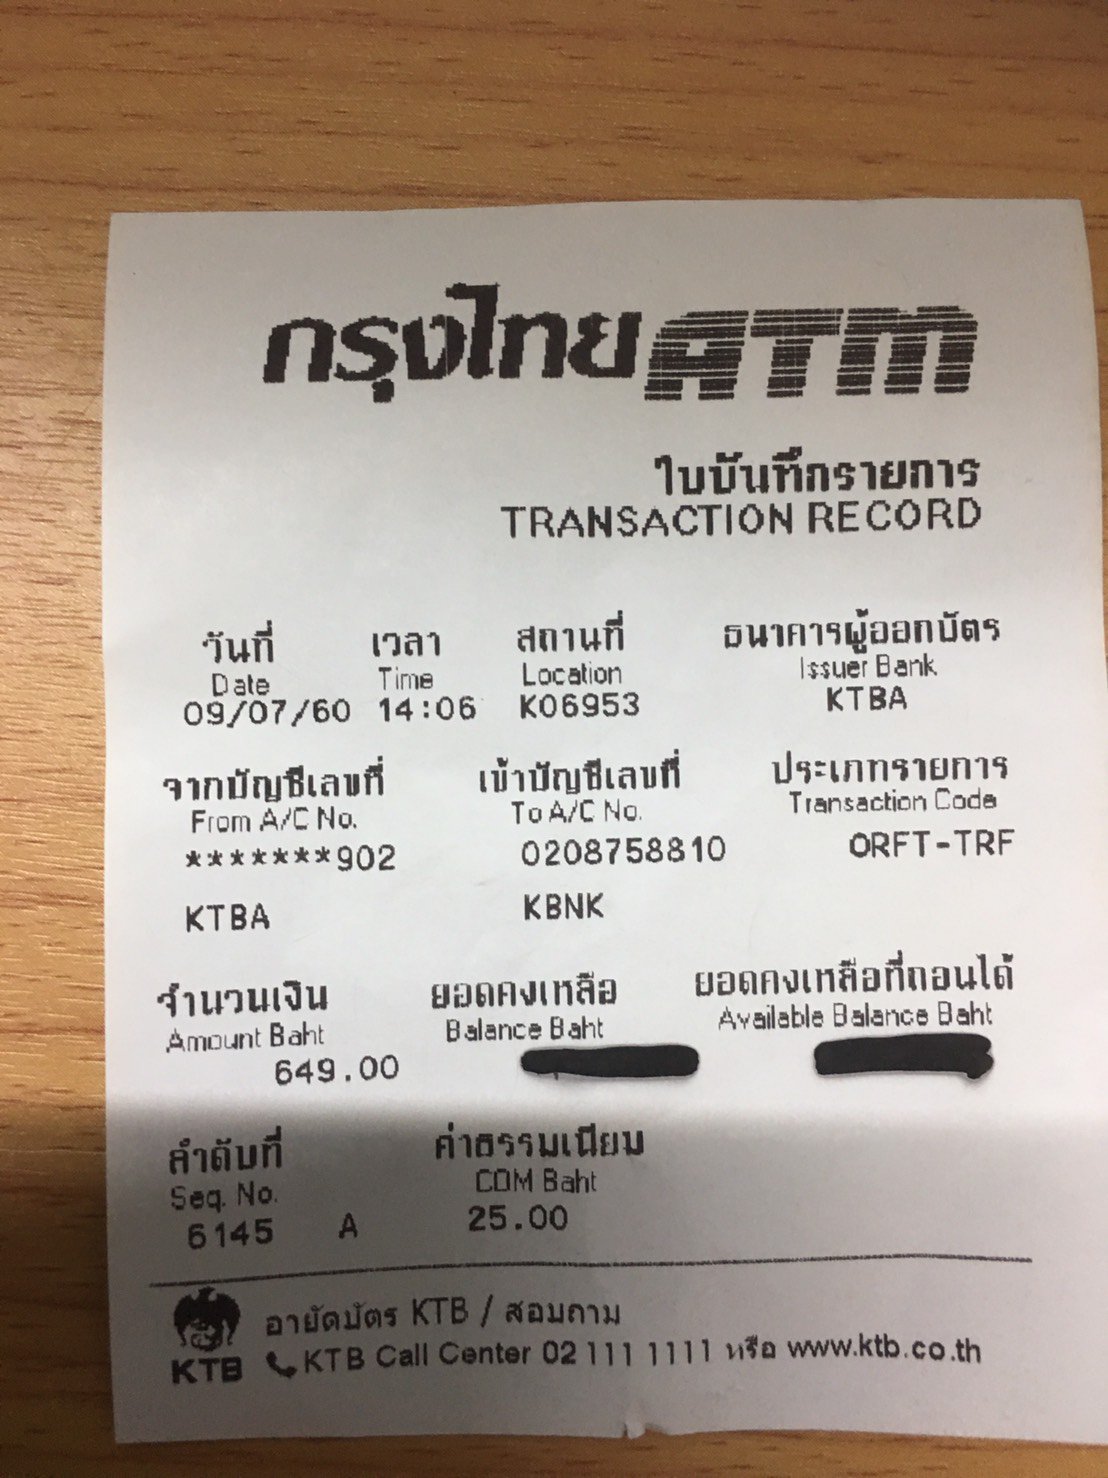 กรุงไทย ATM
ใบบันทึกรายการ
TRANSACTION RECORD
วันที่ เวลา สถานที่ ธนาคารผู้ออกบัตร
Date Time Location Issuer Bank
09/07/60 14:06 K06953 KTBA
จากบัญชีเลขที่ เข้าบัญชีเลขที่ ประเภทรายการ
From A/C No. To A/C No. Transaction Code
*******902 0208758810 ORFT-TRF
KTBA KBNK
จำนวนเงิน ยอดคงเหลือ ยอดคงเหลือที่ถอนได้
Amount Baht Balance Baht Available Balance Baht
649.00
ลำดับที่ ค่าธรรมเนียม
Seq. No. COM Baht
6145 A 25.00
อายัดบัตร KTB / สอบถาม
KTB KTB Call Center 02 111 1111 หรือ www.ktb.co.th